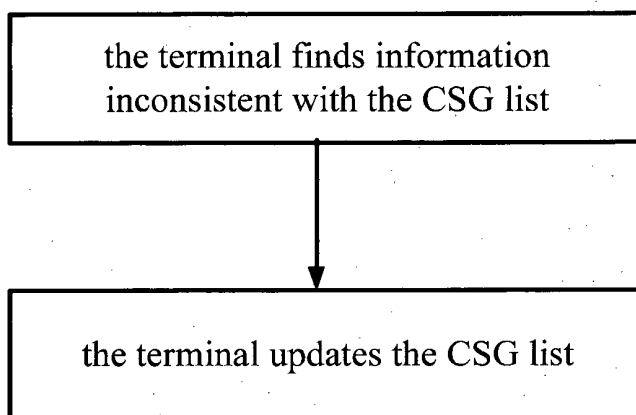 the terminal finds information
inconsistent with the CSG list
the terminal updates the CSG list